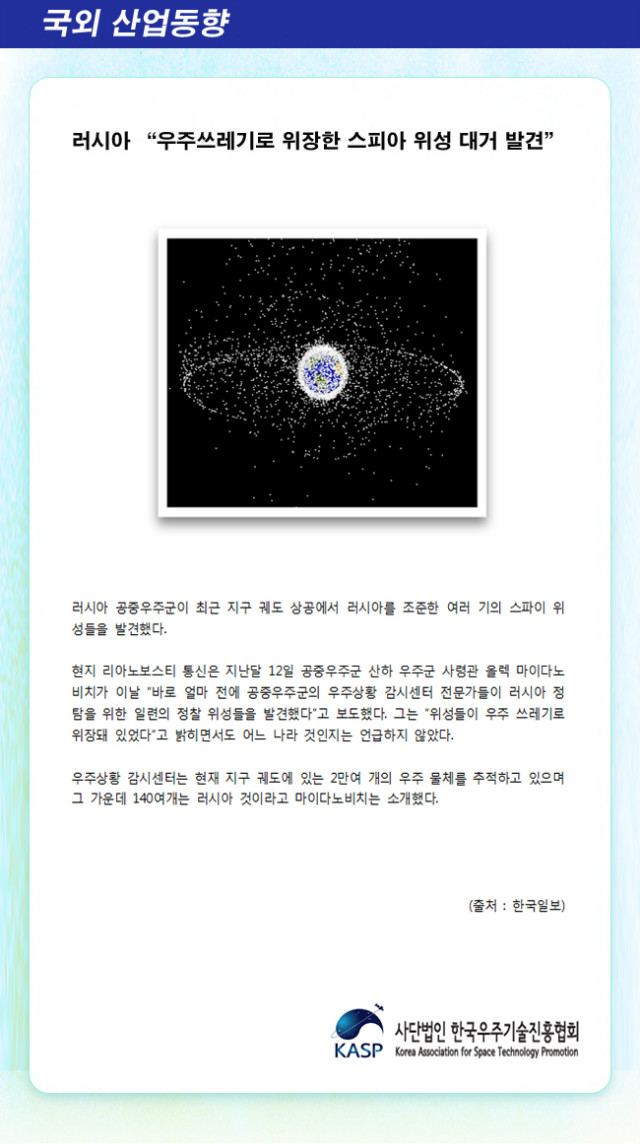 국외 산업동향
러시아 “우주쓰레기로 위장한 스피아 위성 대거 발견”
러시아 공중우주군이 최근 지구 궤도 상공에서 러시아를 조준한 여러 기의 스파이 위
성들을 발견했다.
현지 리아노보스티 통신은 지난달 12일 공중우주군 산하 우주군 사령관 올렉 마이다노
비치가 이날 "바로 얼마 전에 공중우주군의 우주상황 감시센터 전문가들이 러시아 정
탐을 위한 일련의 정찰 위성들을 발견했다"고 보도했다. 그는 "위성들이 우주 쓰레기로
위장돼 있었다"고 밝히면서도 어느 나라 것인지는 언급하지 않았다.
우주상황 감시센터는 현재 지구 궤도에 있는 2만여 개의 우주 물체를 추적하고 있으며
그 가운데 140여개는 러시아 것이라고 마이다노비치는 소개했다.
(출처 : 한국일보)
사단법인 한국우주기술진흥협회
KASP
Korea Association for Space Technology Promotion